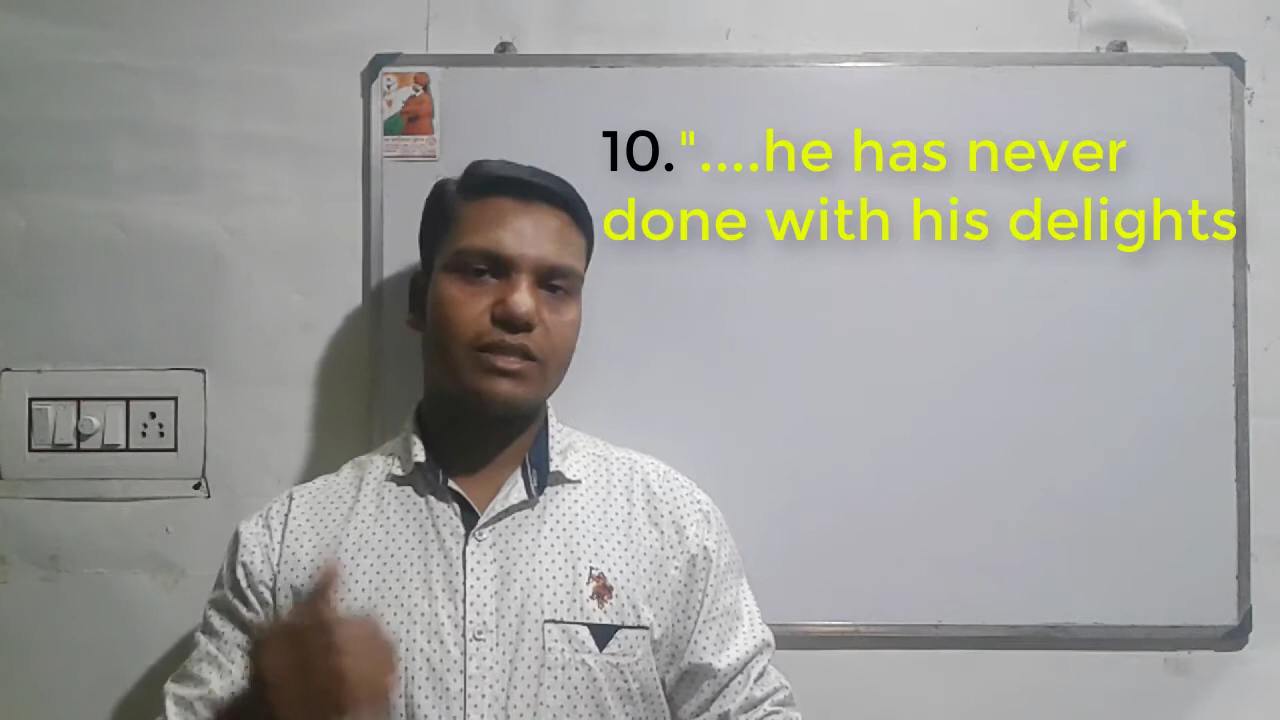 10."....he has never
done with his delights